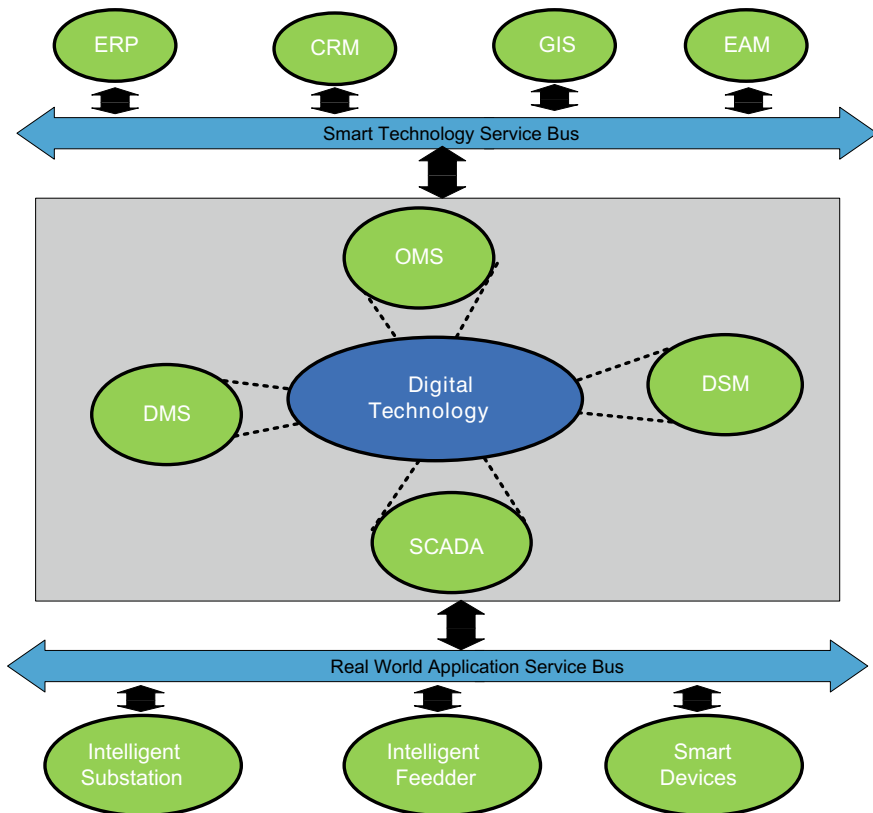 ERP
CRM
GIS
EAM
Smart Technology Service Bus
OMS
Digital
Technology
DSM
DMS
SCADA
Real World Application Service Bus
Intelligent
Substation
Intelligent
Feedder
Smart
Devices